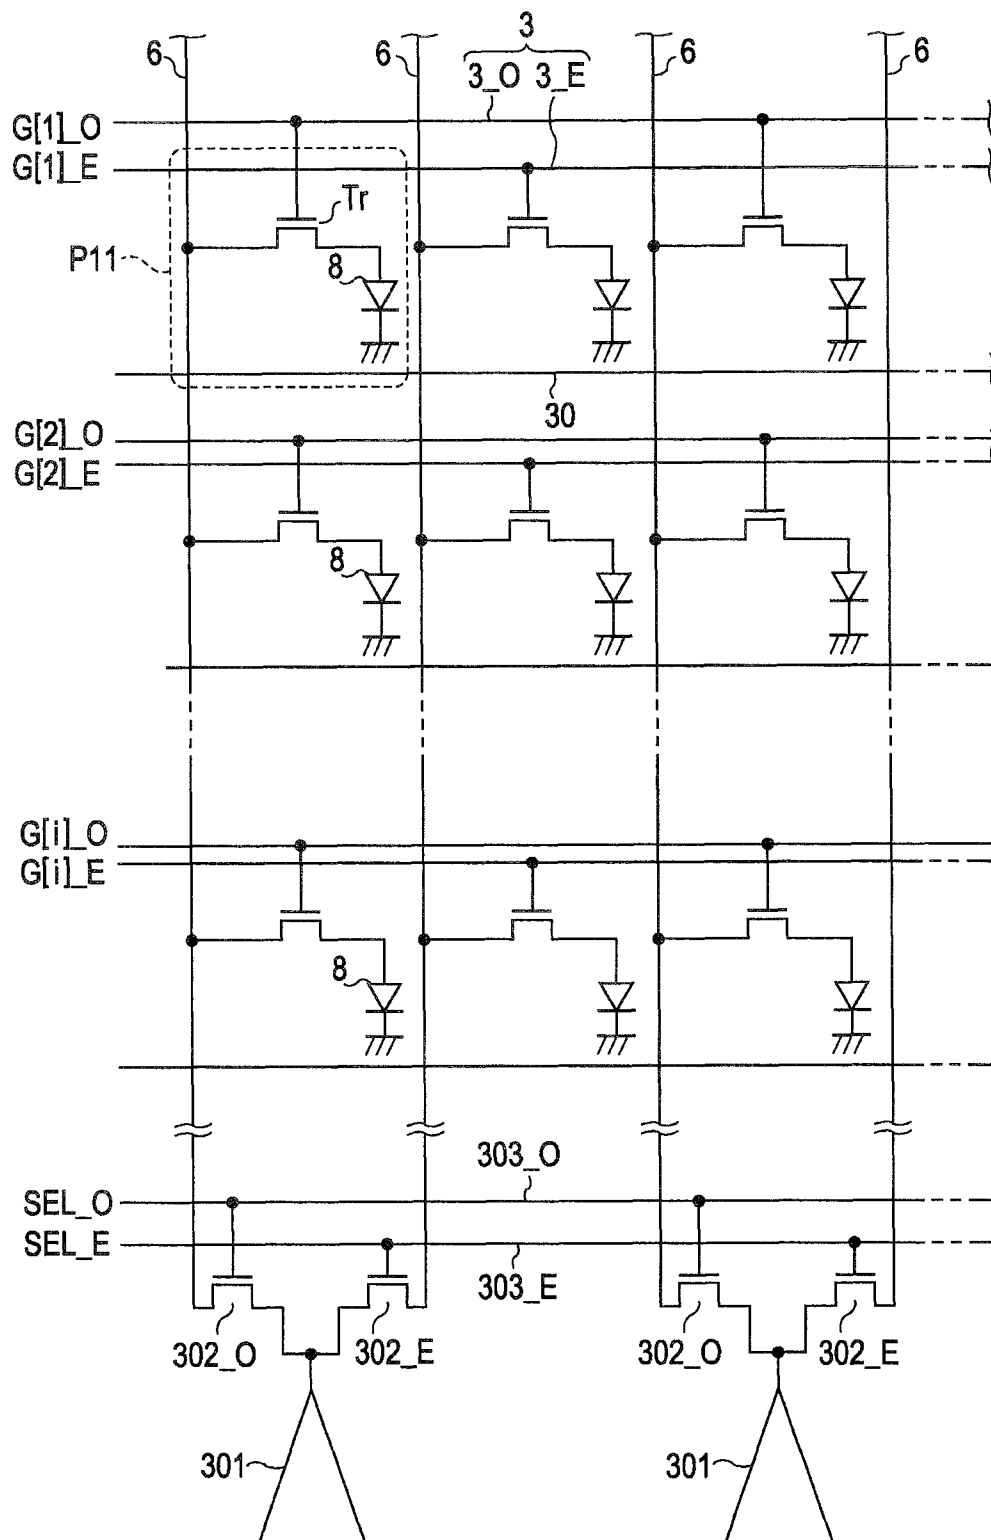 3
6 6 6 6
3_O 3_E
G[1]_O
G[1]_E
Tr
P11
8
30
G[2]_O
G[2]_E
8
G[i]_O
G[i]_E
8
303_O
SEL_O
SEL_E
303_E
302_O 302_E 302_O 302_E
301 301